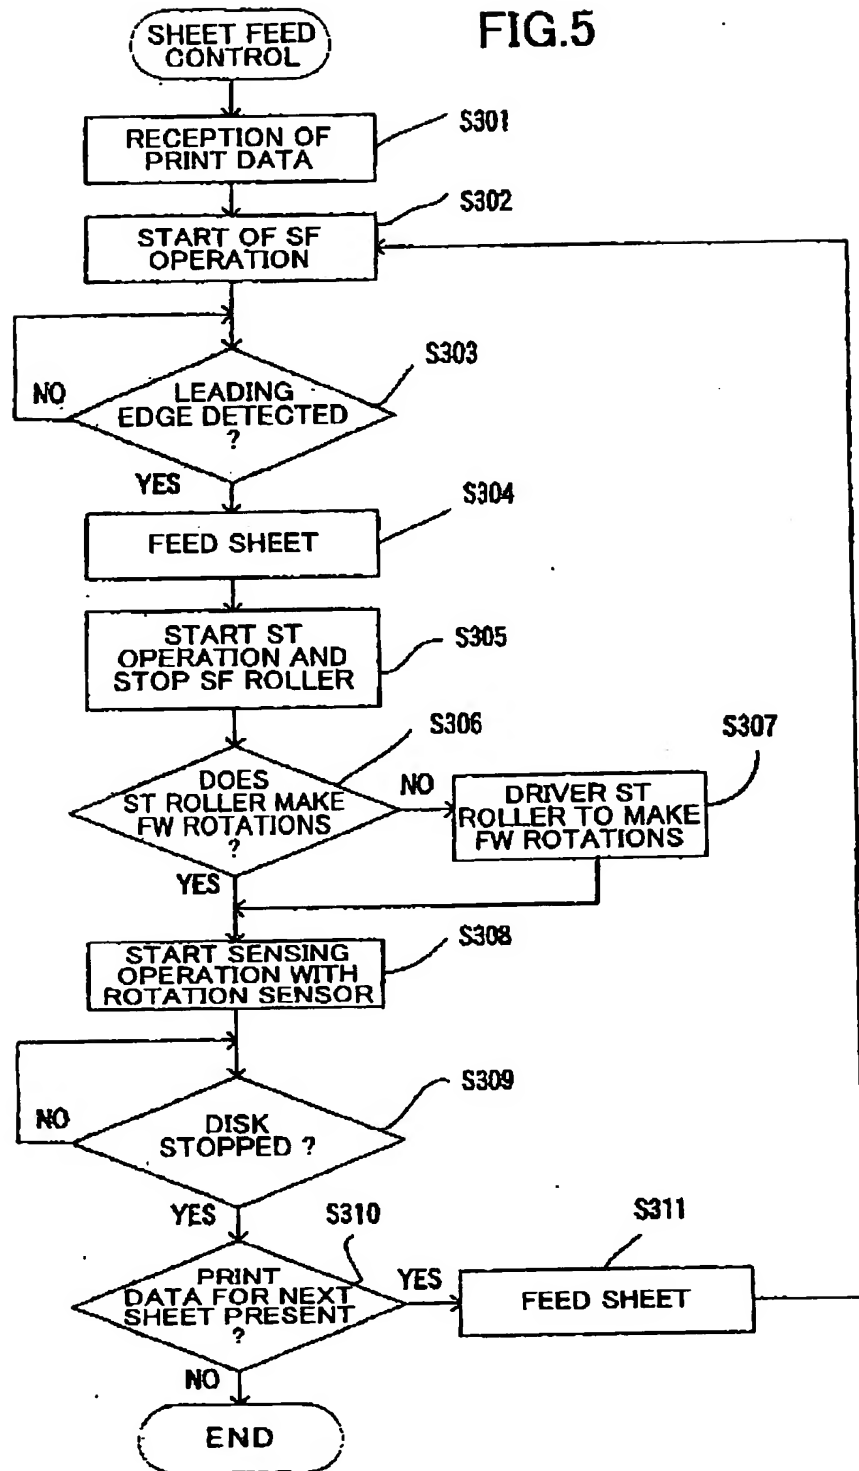 FIG.5
SHEET FEED
CONTROL
S301
RECEPTION OF
PRINT DATA
S302
START OF SF
OPERATION
S303
NO
LEADING
EDGE DETECTED
?
YES
S304
FEED SHEET
START ST
OPERATION AND
STOP SF ROLLER
S305
S306
S307
DOES
ST ROLLER MAKE
FW ROTATIONS
?
NO
DRIVER ST
ROLLER TO MAKE
FW ROTATIONS
YES
S308
START SENSING
OPERATION WITH
ROTATION SENSOR
S309
NO
DISK
STOPPED ?
YES
S310
S311
PRINT
DATA FOR NEXT
SHEET PRESENT
?
YES
FEED SHEET
NO
END